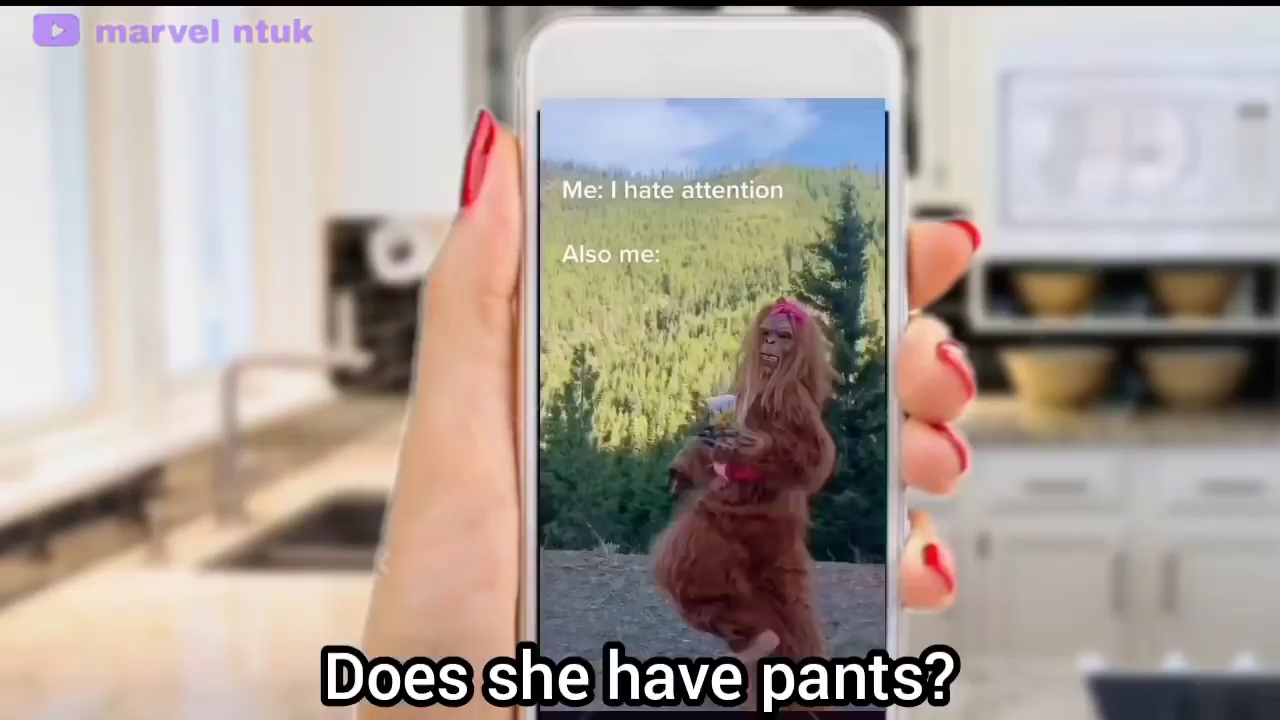 marvel ntuk
Me: I hate attention
Also me:
Does she have pants?